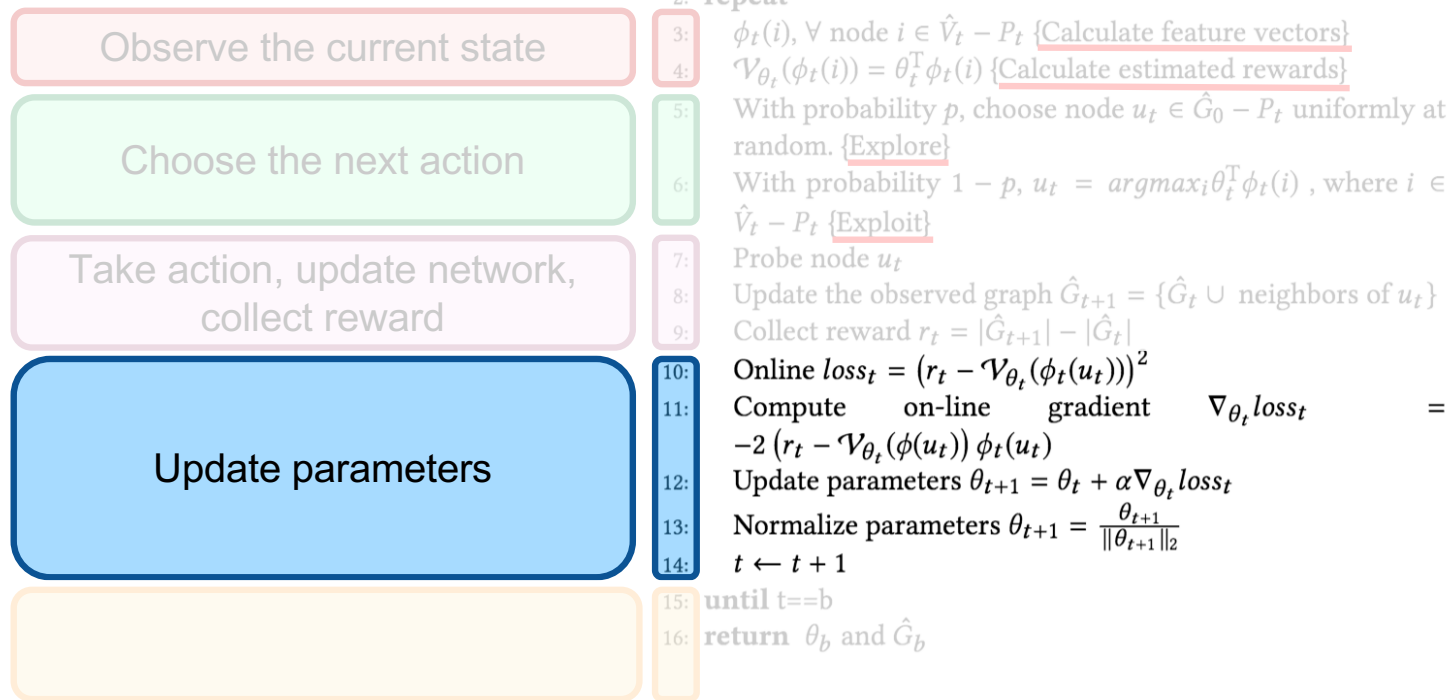 2: repeat
Observe the current state
3: ϕ_t(i), ∀ node i ∈ V̂_t − P_t {Calculate feature vectors}
4: 𝒱_{θ_t}(ϕ_t(i)) = θ_t^T ϕ_t(i) {Calculate estimated rewards}
Choose the next action
5: With probability p, choose node u_t ∈ Ĝ_0 − P_t uniformly at
random. {Explore}
6: With probability 1 − p, u_t = argmax_i θ_t^T ϕ_t(i) , where i ∈
V̂_t − P_t {Exploit}
Take action, update network,
collect reward
7: Probe node u_t
8: Update the observed graph Ĝ_{t+1} = {Ĝ_t ∪ neighbors of u_t}
9: Collect reward r_t = |Ĝ_{t+1}| − |Ĝ_t|
Update parameters
10: Online loss_t = (r_t − 𝒱_{θ_t}(ϕ_t(u_t)))^2
11: Compute on-line gradient ∇_{θ_t} loss_t =
−2 (r_t − 𝒱_{θ_t}(ϕ(u_t)) ϕ_t(u_t)
12: Update parameters θ_{t+1} = θ_t + α∇_{θ_t} loss_t
13: Normalize parameters θ_{t+1} = θ_{t+1} / ‖θ_{t+1}‖_2
14: t ← t + 1
15: until t==b
16: return θ_b and Ĝ_b